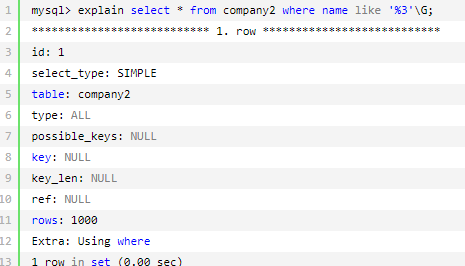 1 mysql> explain select * from company2 where name like '%3'\G;
2 *************************** 1. row ***************************
3 id: 1
4 select_type: SIMPLE
5 table: company2
6 type: ALL
7 possible_keys: NULL
8 key: NULL
9 key_len: NULL
10 ref: NULL
11 rows: 1000
12 Extra: Using where
13 1 row in set (0.00 sec)